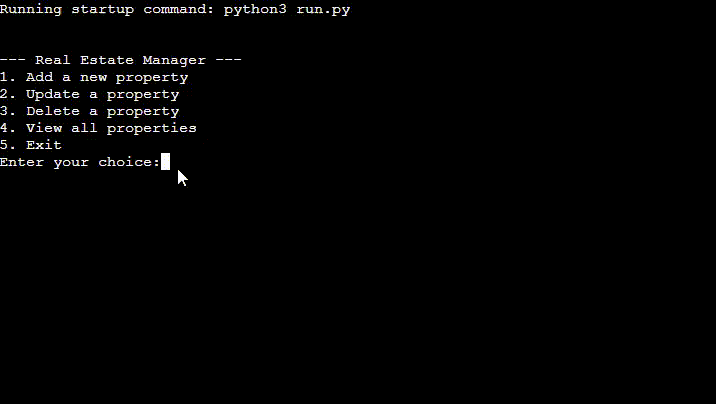 Running startup command: python3 run.py
--- Real Estate Manager ---
1. Add a new property
2. Update a property
3. Delete a property
4. View all properties
5. Exit
Enter your choice: